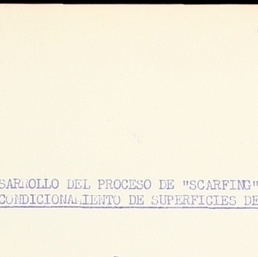 SARROLLO DEL PROCESO DE "SCARFING"
CONDICIONAMIENTO DE SUPERFICIES DE